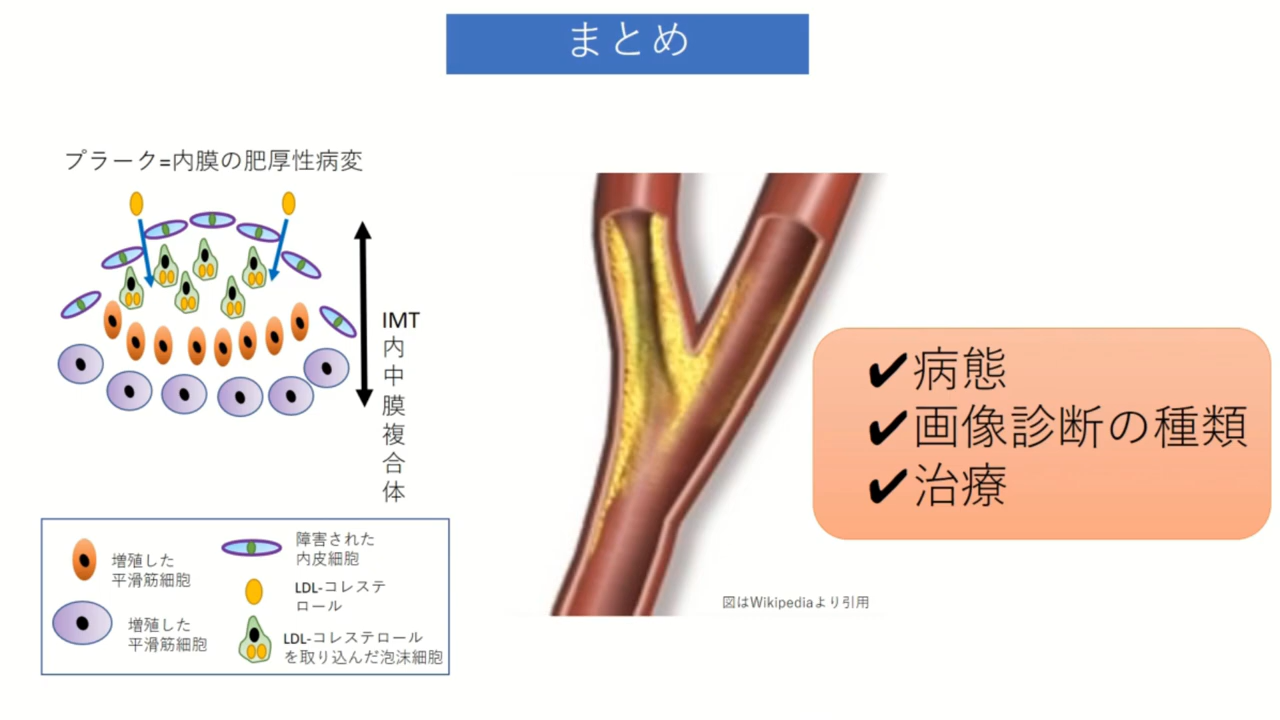 まとめ
プラーク=内膜の肥厚性病変
IMT
内
中
膜
複
合
体
増殖した
平滑筋細胞
増殖した
平滑筋細胞
障害された
内皮細胞
LDL-コレステ
ロール
LDL-コレステロール
を取り込んだ泡沫細胞
図はWikipediaより引用
✔病態
✔画像診断の種類
✔治療